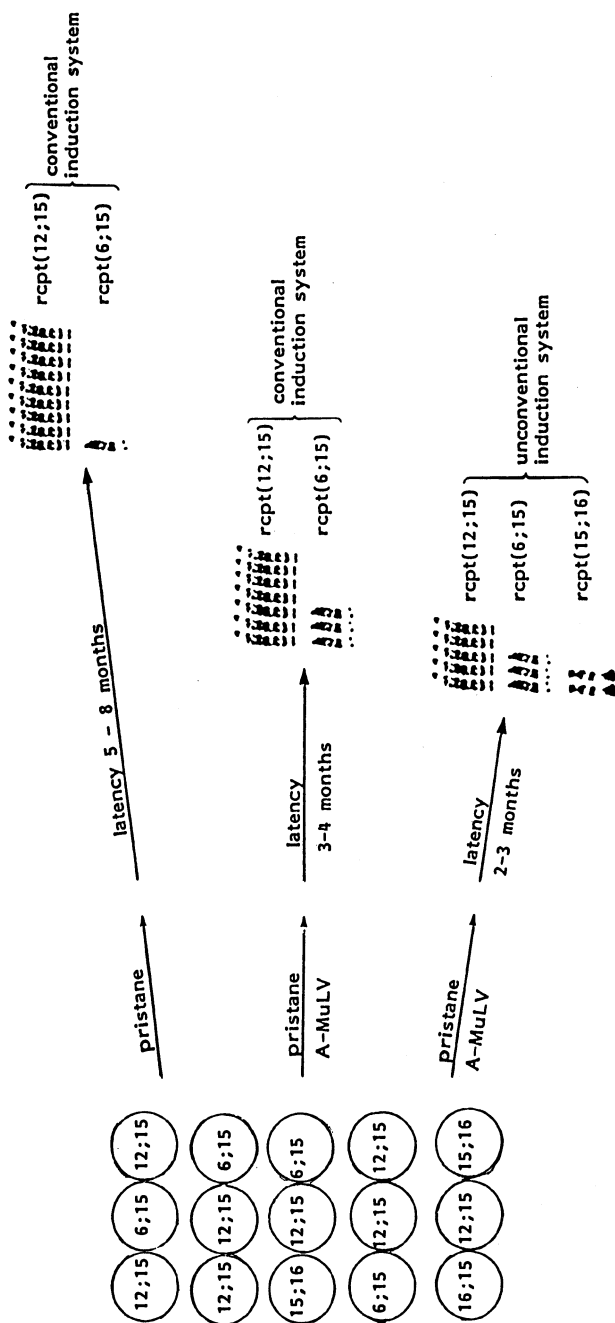 12;15 6;15 12;15
12;15 12;15 6;15
15;16 12;15 6;15
6;15 12;15 12;15
16;15 12;15 15;16
pristane
latency 5 - 8 months
rcpt(12;15)
rcpt(6;15)
conventional
induction system
pristane
A-MuLV
latency
3-4 months
rcpt(12;15)
rcpt(6;15)
conventional
induction system
pristane
A-MuLV
latency
2-3 months
rcpt(12;15)
rcpt(6;15)
rcpt(15;16)
unconventional
induction system